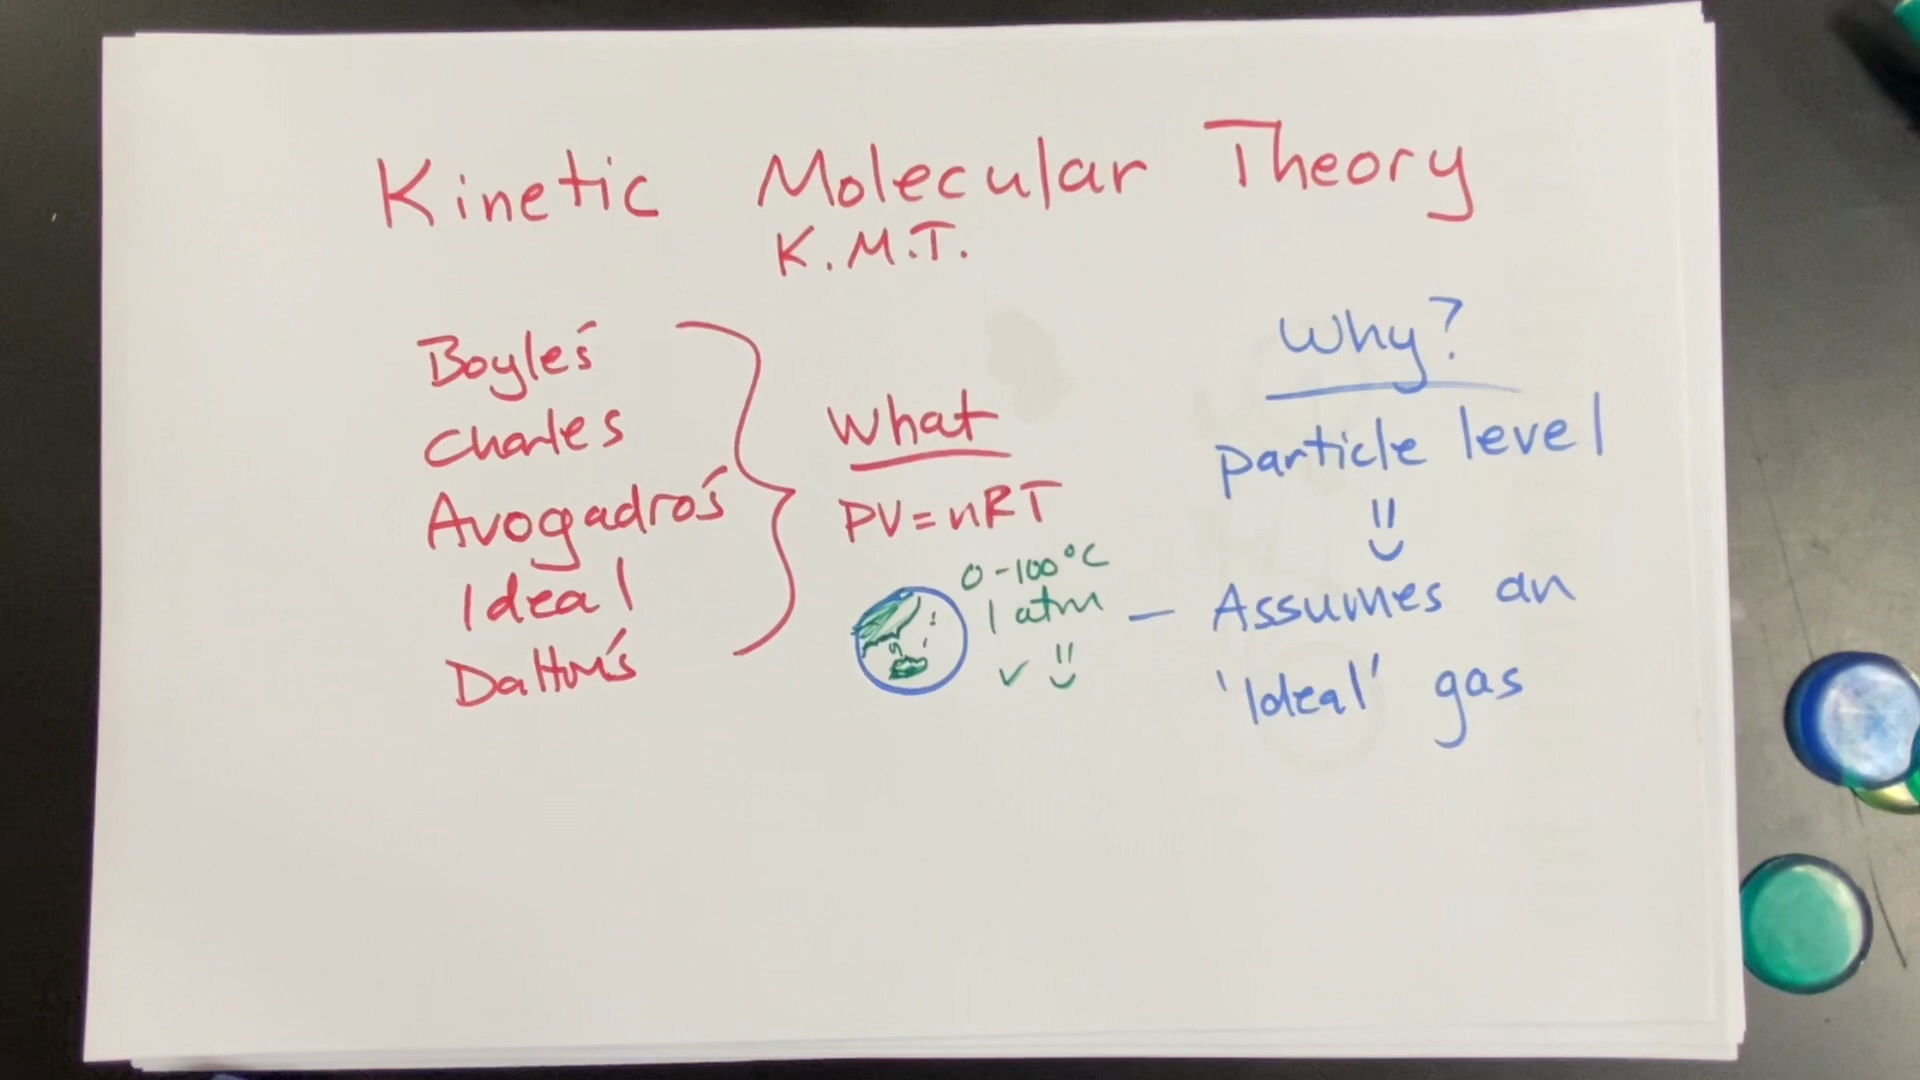 Kinetic Molecular Theory
K.M.T.
Boyle's
Charles
Avogadro's
Ideal
Dalton's
What
PV=nRT
0-100°C
1 atm
Why?
particle level
— Assumes an
'Ideal' gas